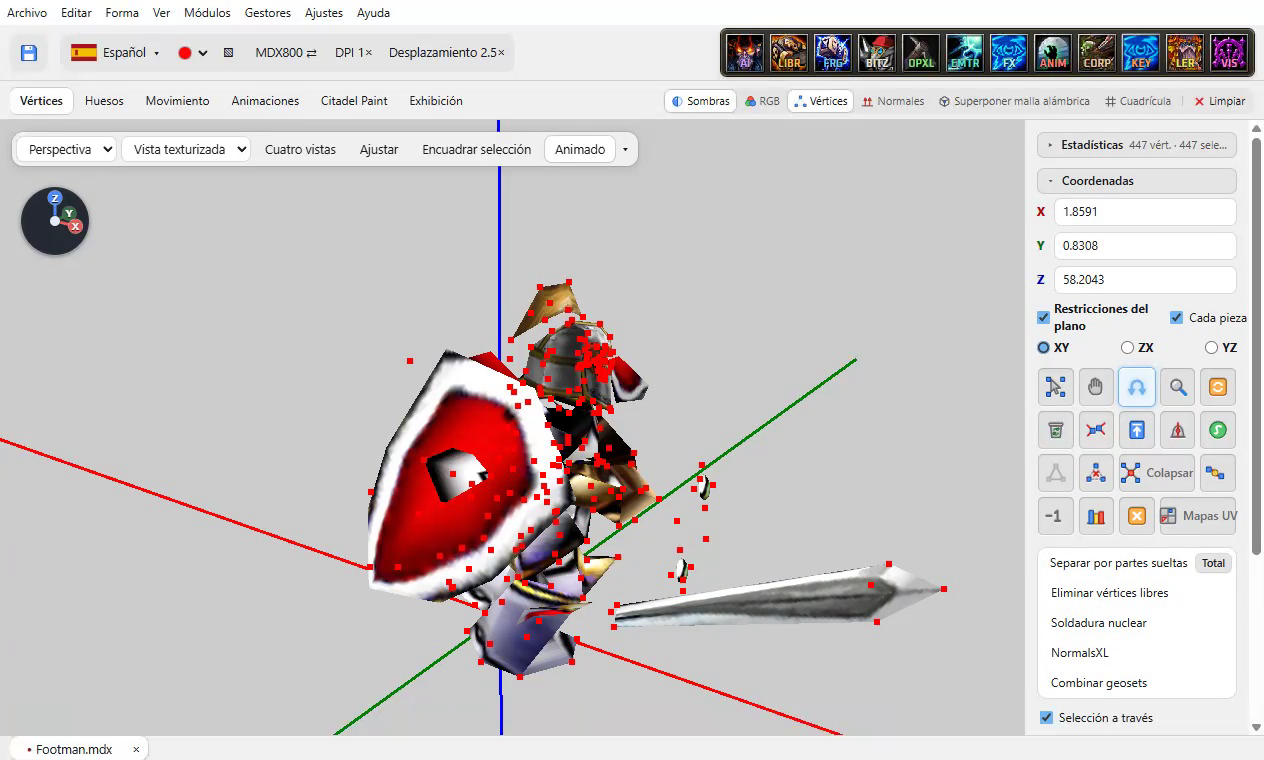 Archivo Editar Forma Ver Módulos Gestores Ajustes Ayuda
Español MDX800 ⇄ DPI 1× Desplazamiento 2.5×
AI LIBR ERG BITZ OPXL EMTR FX ANIM CORP KEY LER VIS
Vértices Huesos Movimiento Animaciones Citadel Paint Exhibición
Sombras RGB Vértices Normales Superponer malla alámbrica Cuadrícula Limpiar
Perspectiva Vista texturizada Cuatro vistas Ajustar Encuadrar selección Animado
Z
Y
X
Estadísticas 447 vért. · 447 sele...
Coordenadas
X 1.8591
Y 0.8308
Z 58.2043
Restricciones del plano
Cada pieza
XY ZX YZ
Colapsar
−1 Mapas UV
Separar por partes sueltas Total
Eliminar vértices libres
Soldadura nuclear
NormalsXL
Combinar geosets
Selección a través
Footman.mdx ×